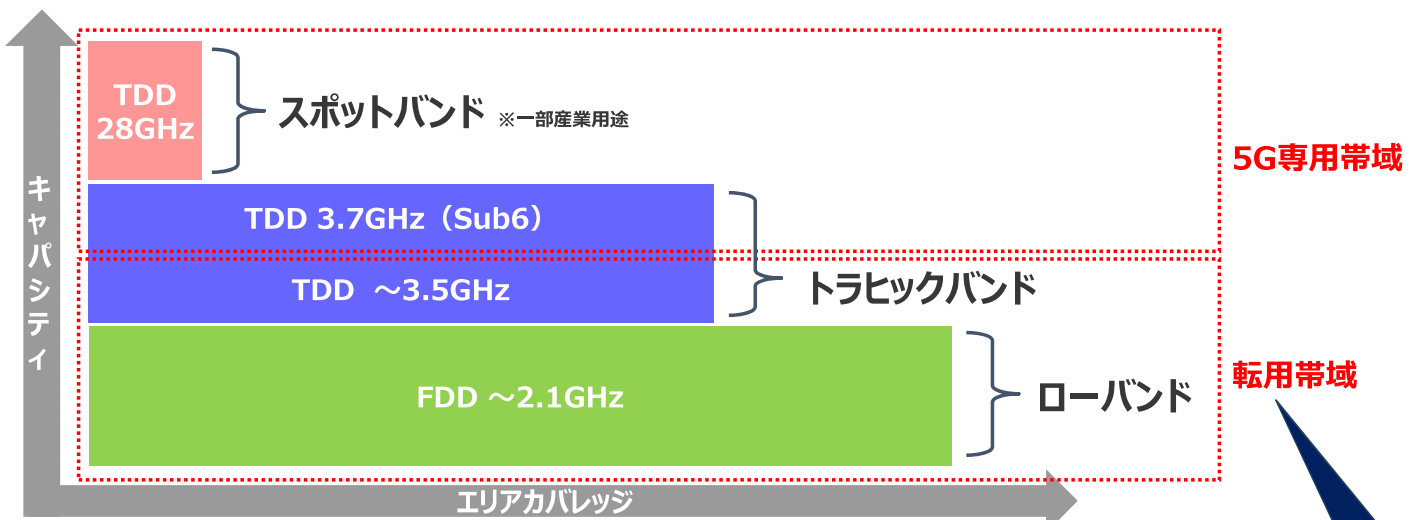 TDD
28GHz
スポットバンド ※一部産業用途
5G専用帯域
TDD 3.7GHz（Sub6）
TDD ～3.5GHz
トラヒックバンド
FDD ～2.1GHz
ローバンド
転用帯域
キャパシティ
エリアカバレッジ